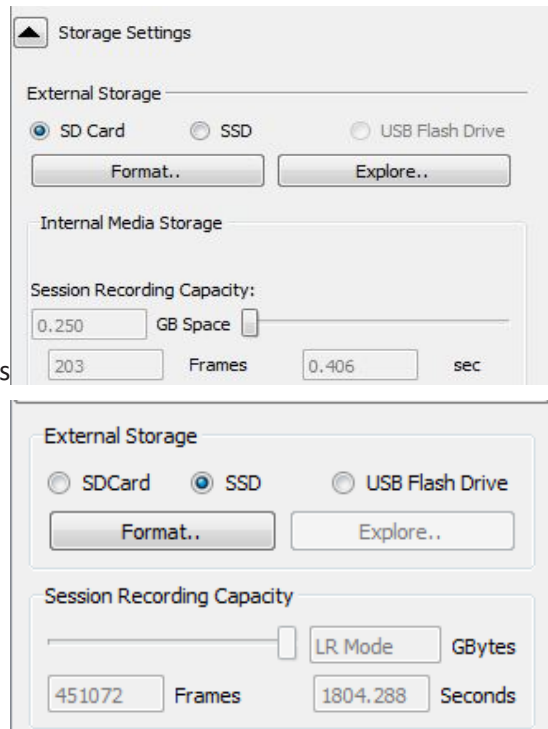 Storage Settings
External Storage
SD Card SSD USB Flash Drive
Format.. Explore..
Internal Media Storage
Session Recording Capacity:
0.250 GB Space
203 Frames 0.406 sec
S
External Storage
SDCard SSD USB Flash Drive
Format.. Explore..
Session Recording Capacity
LR Mode GBytes
451072 Frames 1804.288 Seconds